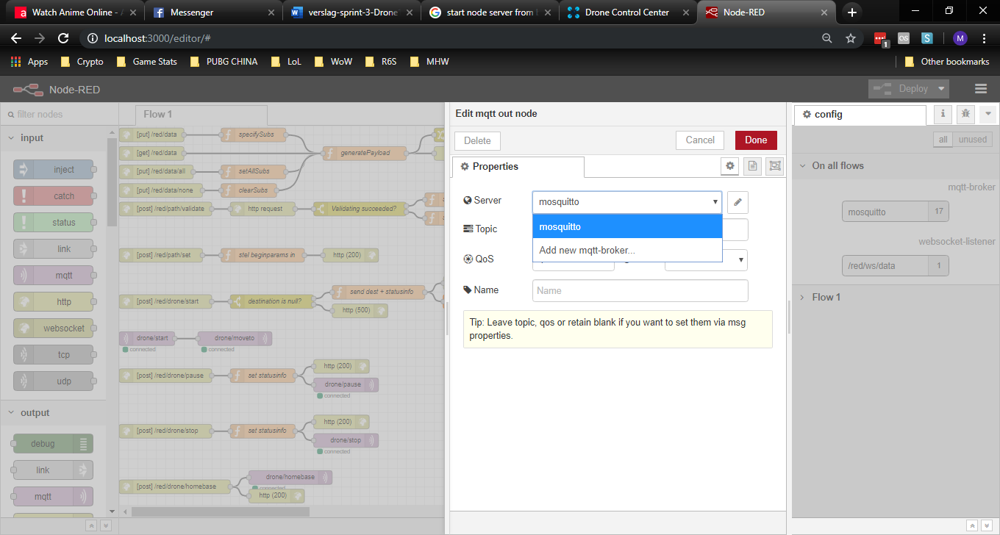 Watch Anime Online - A
Messenger
verslag-sprint-3-Drone
start node server from
Drone Control Center
Node-RED
localhost:3000/editor/#
1
S
M
Apps
Crypto
Game Stats
PUBG CHINA
LoL
WoW
R6S
MHW
Other bookmarks
Node-RED
Deploy
filter nodes
Flow 1
Edit mqtt out node
config
Delete
Cancel
Done
all
unused
Properties
input
inject
catch
status
link
mqtt
http
websocket
tcp
udp
output
debug
link
mqtt
[put] /red/data
specifySubs
[get] /red/data
generatePayload
[put] /red/data/all
setAllSubs
[put] /red/data/none
clearSubs
[post] /red/path/validate
http request
Validating succeeded?
[post] /red/path/set
stel beginparams in
http (200)
[post] /red/drone/start
destination is null?
send dest + statusinfo
http (500)
drone/start
drone/moveto
connected
connected
[post] /red/drone/pause
set statusinfo
http (200)
drone/pause
connected
[post] /red/drone/stop
set statusinfo
http (200)
drone/stop
connected
[post] /red/drone/homebase
drone/homebase
connected
http (200)
Server
mosquitto
mosquitto
Add new mqtt-broker...
Topic
QoS
Name
Name
Tip: Leave topic, qos or retain blank if you want to set them via msg
properties.
On all flows
mqtt-broker
mosquitto
17
websocket-listener
/red/ws/data
1
Flow 1